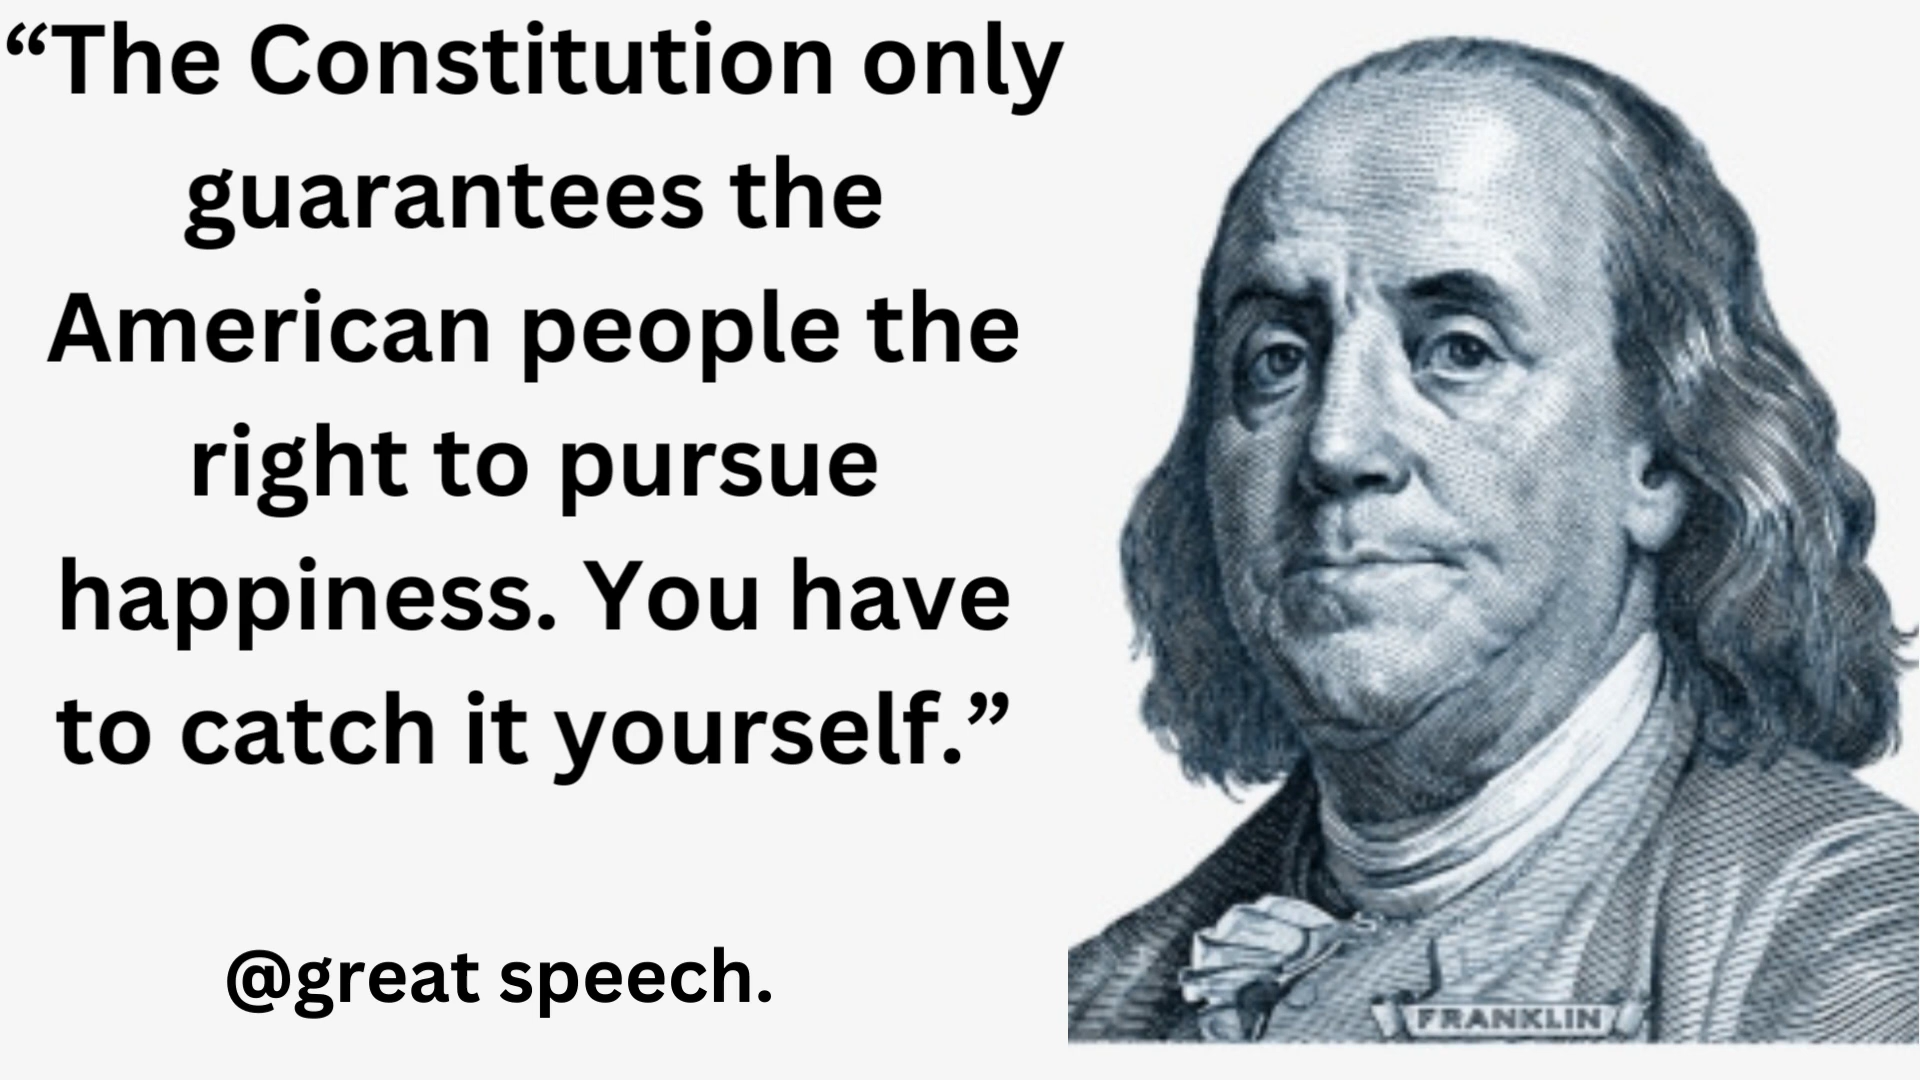 “The Constitution only
guarantees the
American people the
right to pursue
happiness. You have
to catch it yourself.”
@great speech.
FRANKLIN